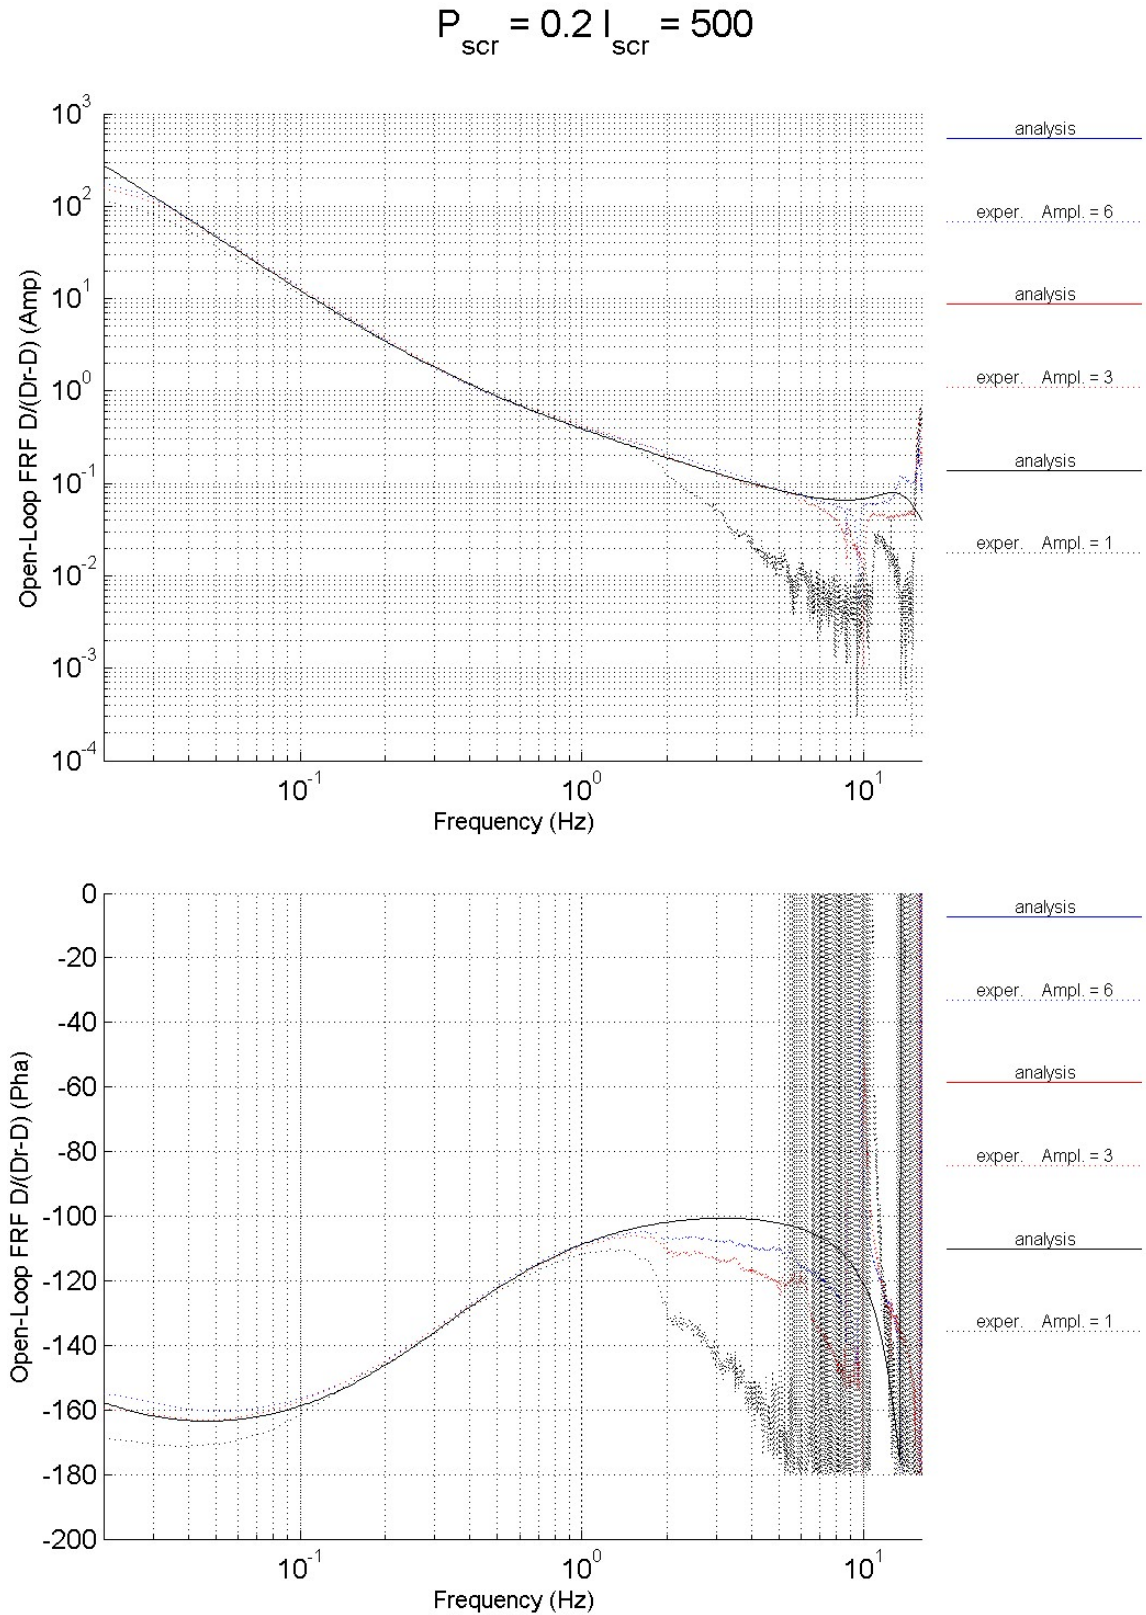 P_scr = 0.2 I_scr = 500
10^3
10^2
10^1
10^0
10^-1
10^-2
10^-3
10^-4
Open-Loop FRF D/(Dr-D) (Amp)
10^-1
10^0
10^1
Frequency (Hz)
analysis
exper. Ampl. = 6
analysis
exper. Ampl. = 3
analysis
exper. Ampl. = 1
0
-20
-40
-60
-80
-100
-120
-140
-160
-180
-200
Open-Loop FRF D/(Dr-D) (Pha)
10^-1
10^0
10^1
Frequency (Hz)
analysis
exper. Ampl. = 6
analysis
exper. Ampl. = 3
analysis
exper. Ampl. = 1